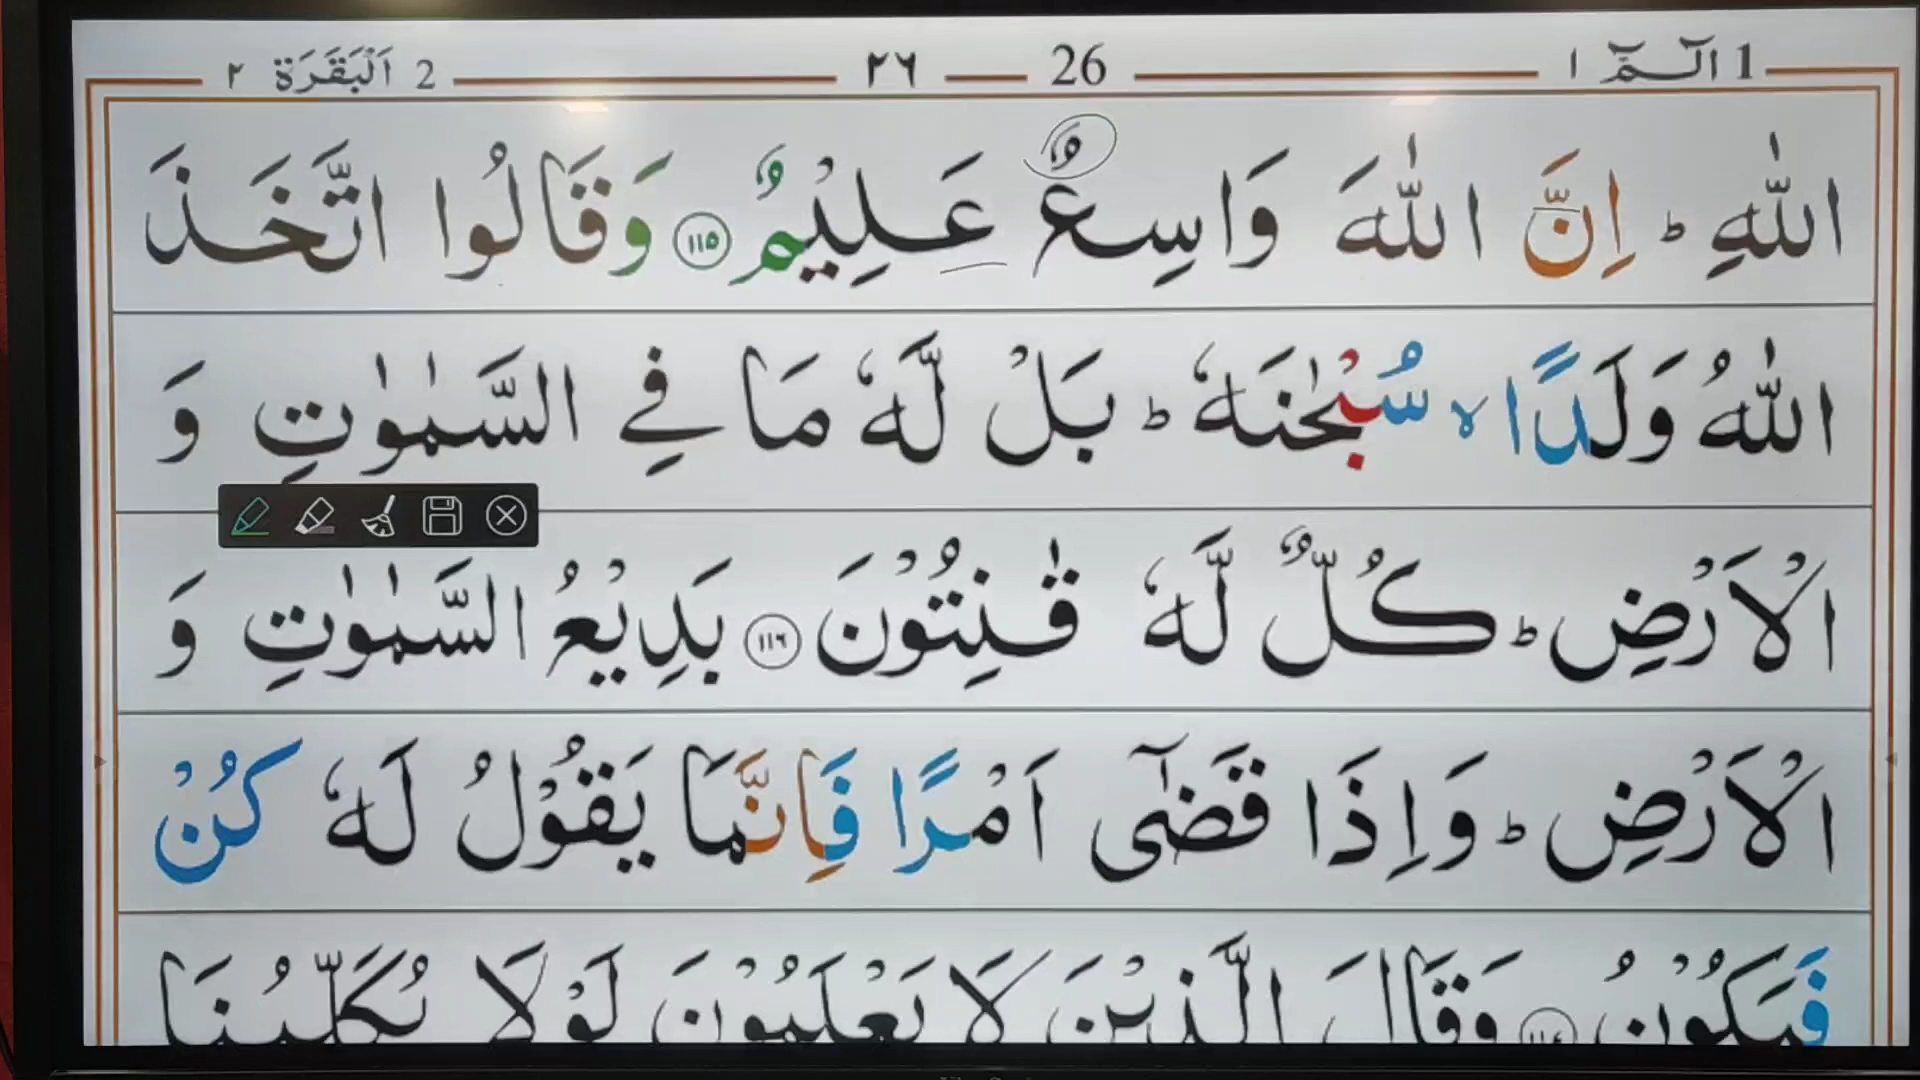 1 الٓـمّٓ ١ 26 ٢٦ 2 اَلْبَقَرَة ٢
اللّٰهِ ؕ اِنَّ اللّٰهَ وَاسِعٌ عَلِيْمٌ ﴿۱۱۵﴾ وَقَالُوا اتَّخَذَ
اللّٰهُ وَلَدًا ۙ سُبْحٰنَهٗ ؕ بَلْ لَّهٗ مَا فِي السَّمٰوٰتِ وَ
الْاَرْضِ ؕ كُلٌّ لَّهٗ قٰنِتُوْنَ ﴿۱۱۶﴾ بَدِيْعُ السَّمٰوٰتِ وَ
الْاَرْضِ ؕ وَاِذَا قَضٰٓى اَمْرًا فَاِنَّمَا يَقُوْلُ لَهٗ كُنْ
فَيَكُوْنُ ﴿۱۱۷﴾ وَقَالَ الَّذِيْنَ لَا يَعْلَمُوْنَ لَوْلَا يُكَلِّمُنَا